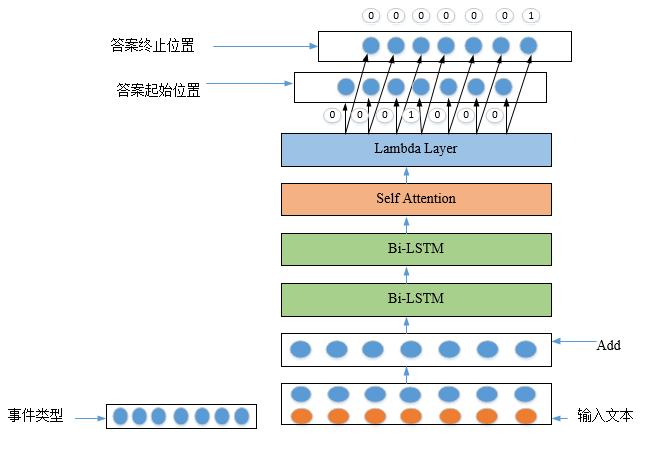 0 0 0 0 0 0 1
答案终止位置
答案起始位置
0 0 0 1 0 0 0
Lambda Layer
Self Attention
Bi-LSTM
Bi-LSTM
Add
事件类型
输入文本